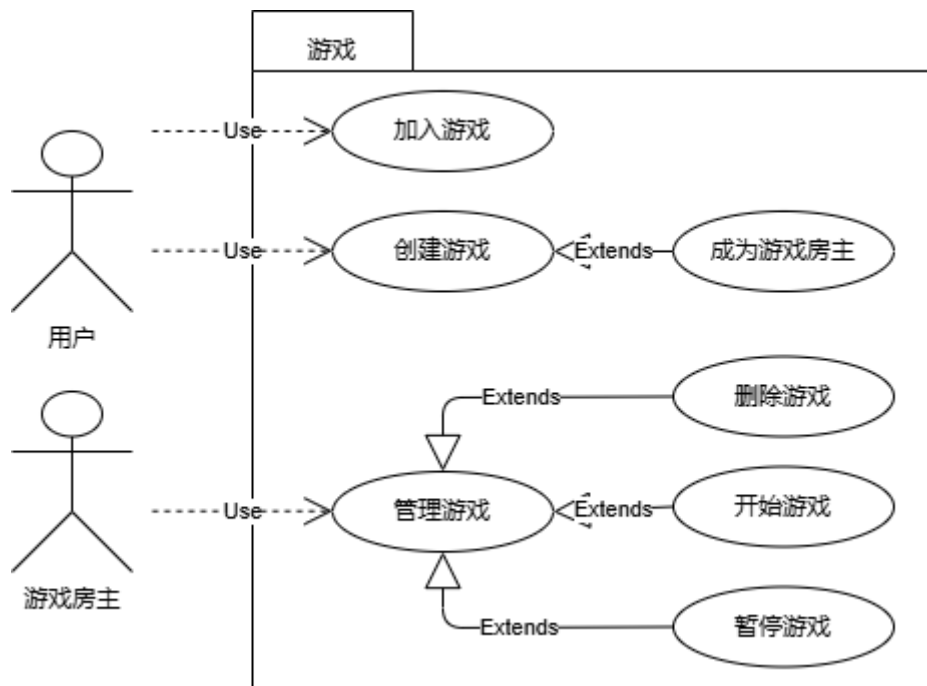 游戏
Use
加入游戏
用户
Use
创建游戏
Extends
成为游戏房主
游戏房主
Use
管理游戏
Extends
删除游戏
Extends
开始游戏
Extends
暂停游戏